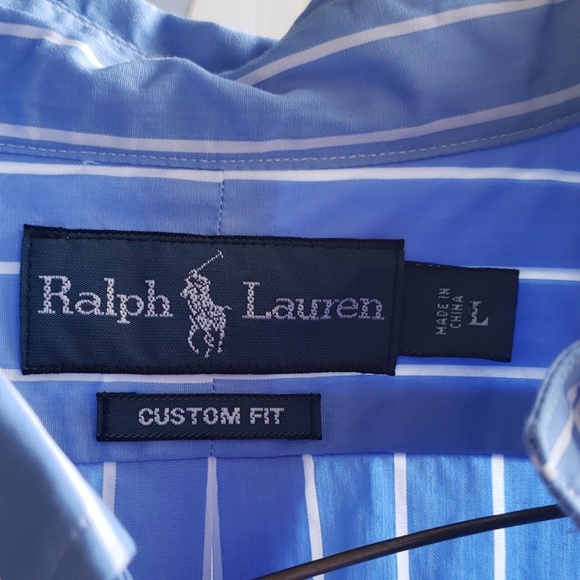 Ralph Lauren
MADE IN
CHINA
L
CUSTOM FIT